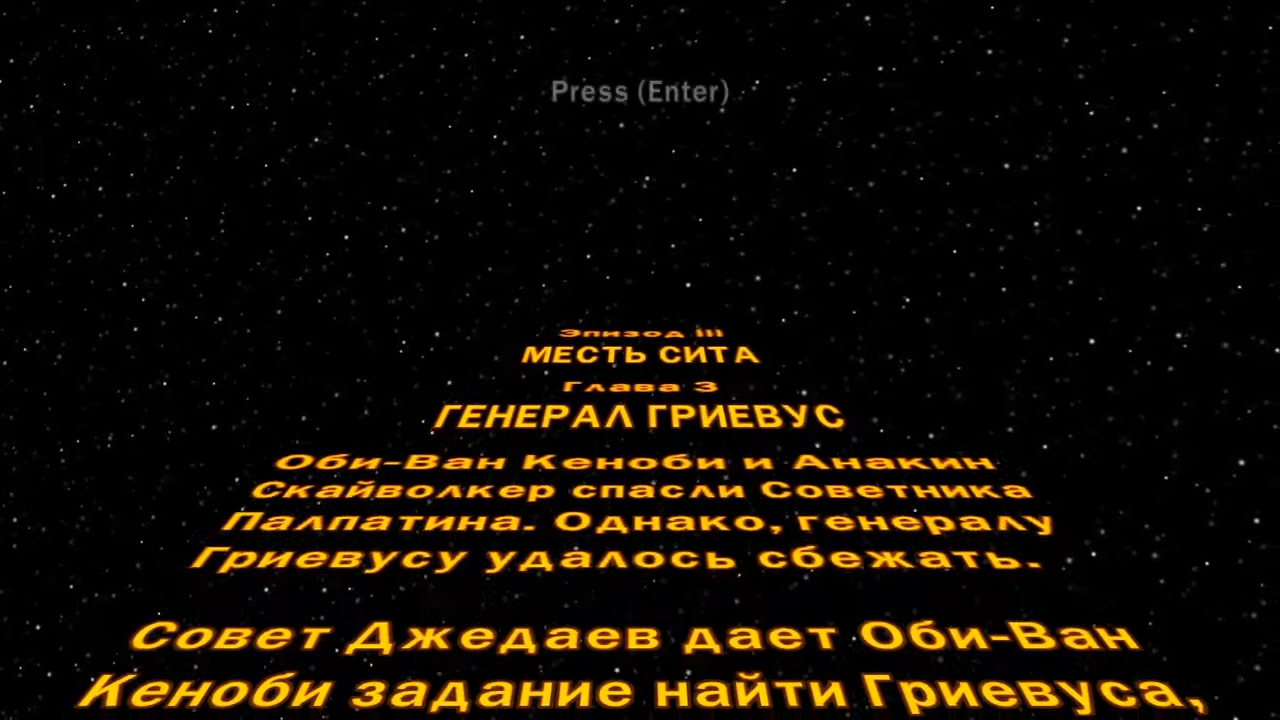 Press (Enter)
Эпизод III
МЕСТЬ СИТА
Глава 3
ГЕНЕРАЛ ГРИЕВУС
Оби-Ван Кеноби и Анакин
Скайволкер спасли Советника
Палпатина. Однако, генералу
Гриевусу удалось сбежать.
Совет Джедаев дает Оби-Ван
Кеноби задание найти Гриевуса,